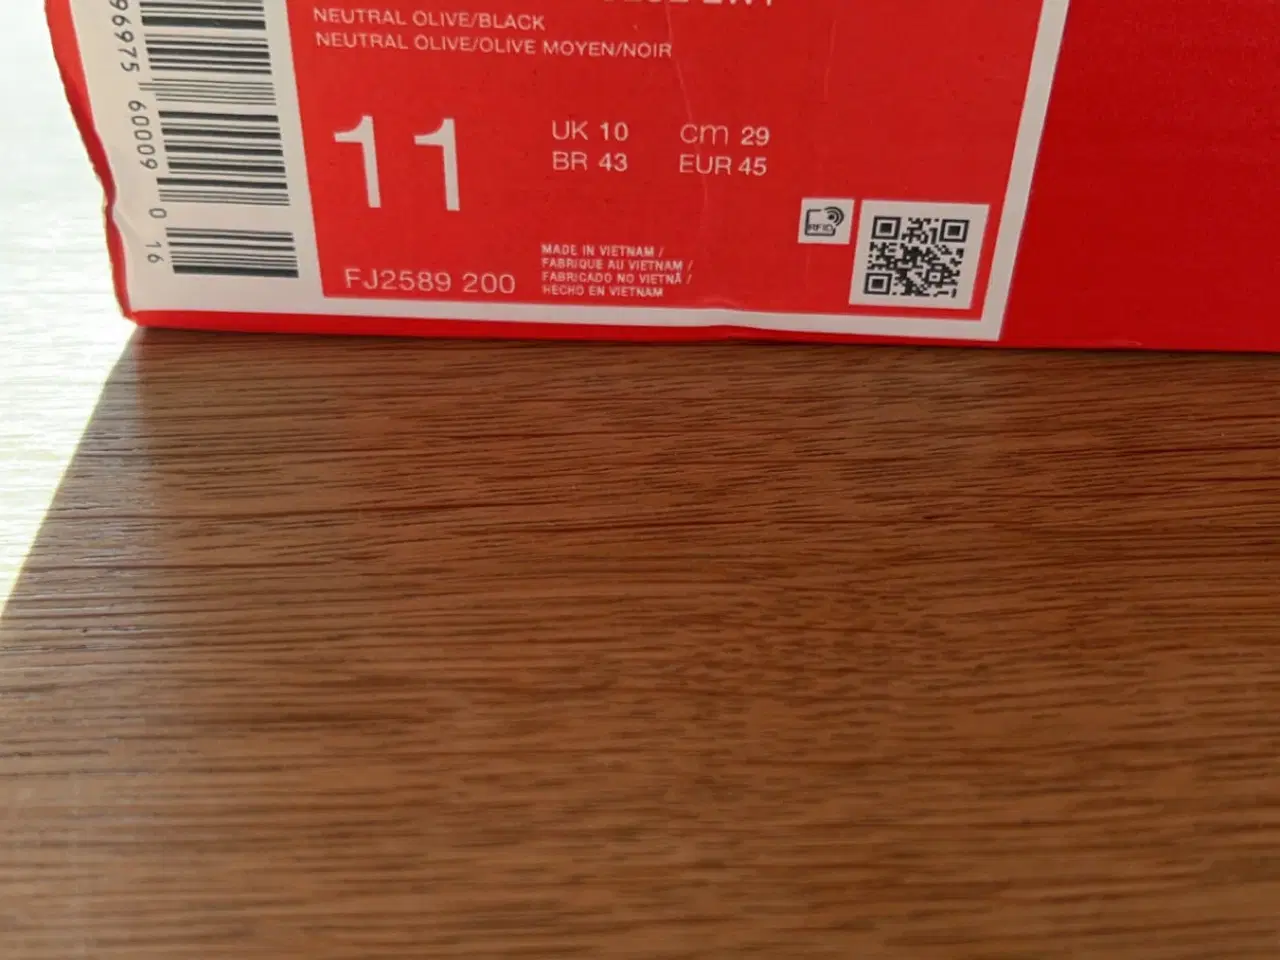 NEUTRAL OLIVE/BLACK
NEUTRAL OLIVE/OLIVE MOYEN/NOIR
11
UK 10
cm 29
BR 43
EUR 45
RFID
MADE IN VIETNAM /
FABRIQUE AU VIETNAM /
FABRICADO NO VIETNÃ /
HECHO EN VIETNAM
FJ2589 200
96975 60009 0
16